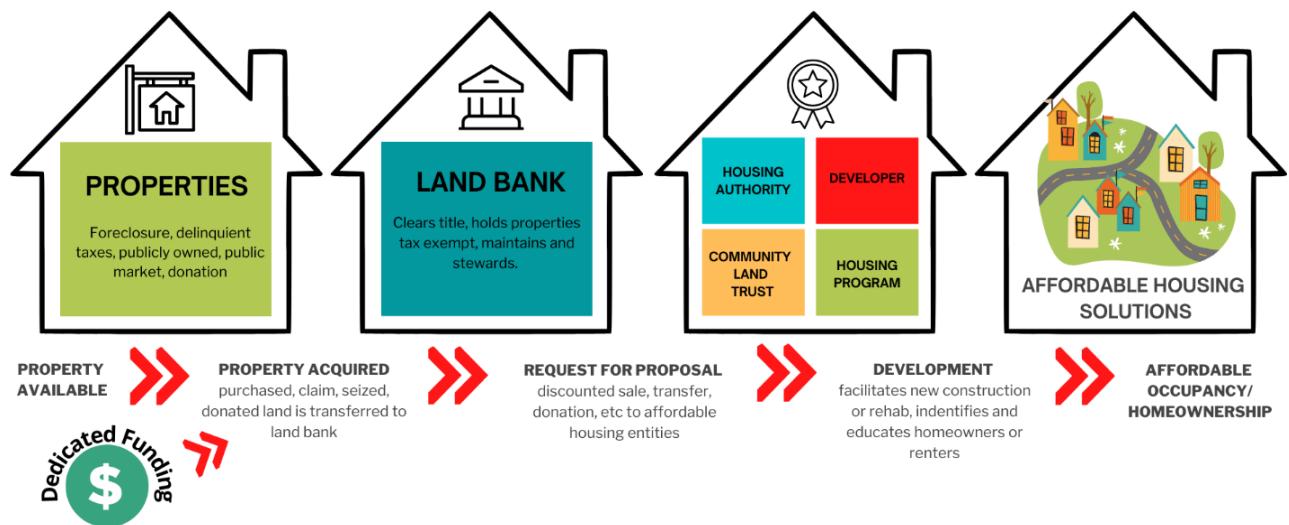 PROPERTIES
Foreclosure, delinquient
taxes, publicly owned, public
market, donation
LAND BANK
Clears title, holds properties
tax exempt, maintains and
stewards.
HOUSING
AUTHORITY
DEVELOPER
COMMUNITY
LAND
TRUST
HOUSING
PROGRAM
AFFORDABLE HOUSING
SOLUTIONS
PROPERTY
AVAILABLE
PROPERTY ACQUIRED
purchased, claim, seized,
donated land is transferred to
land bank
REQUEST FOR PROPOSAL
discounted sale, transfer,
donation, etc to affordable
housing entities
DEVELOPMENT
facilitates new construction
or rehab, indentifies and
educates homeowners or
renters
AFFORDABLE
OCCUPANCY/
HOMEOWNERSHIP
Dedicated Funding
$